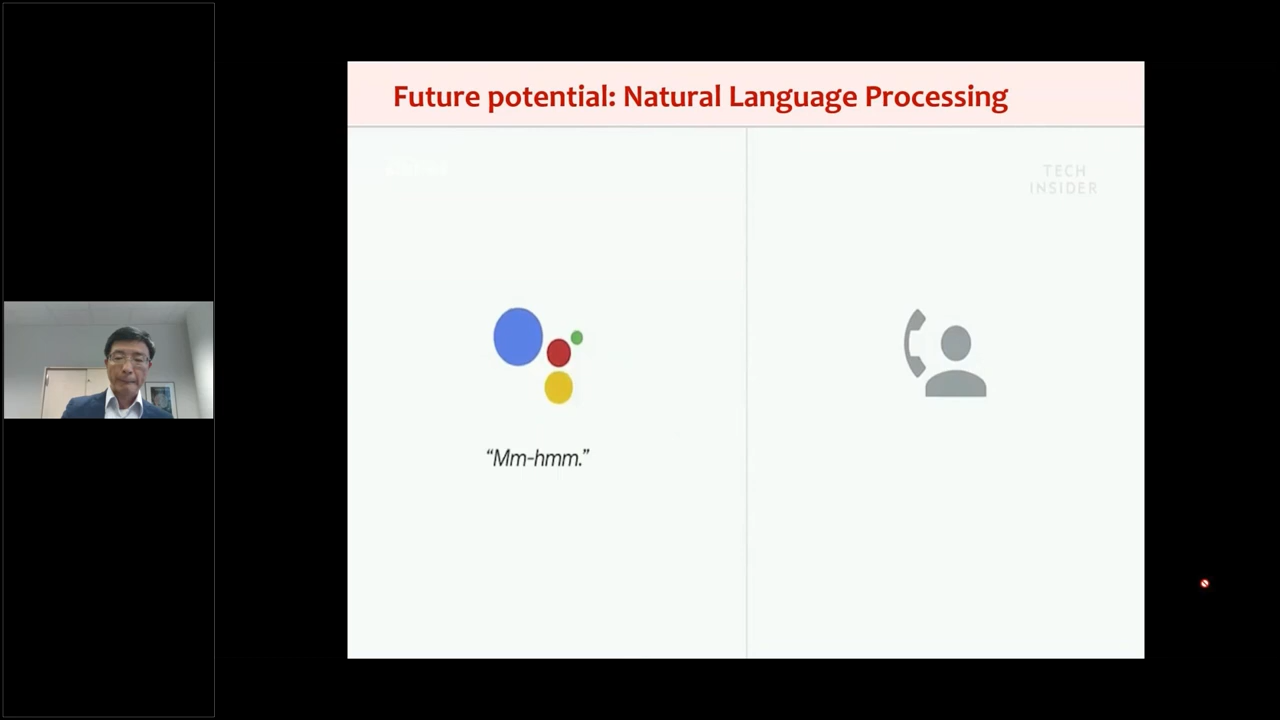 Future potential: Natural Language Processing
TECH
INSIDER
“Mm-hmm.”